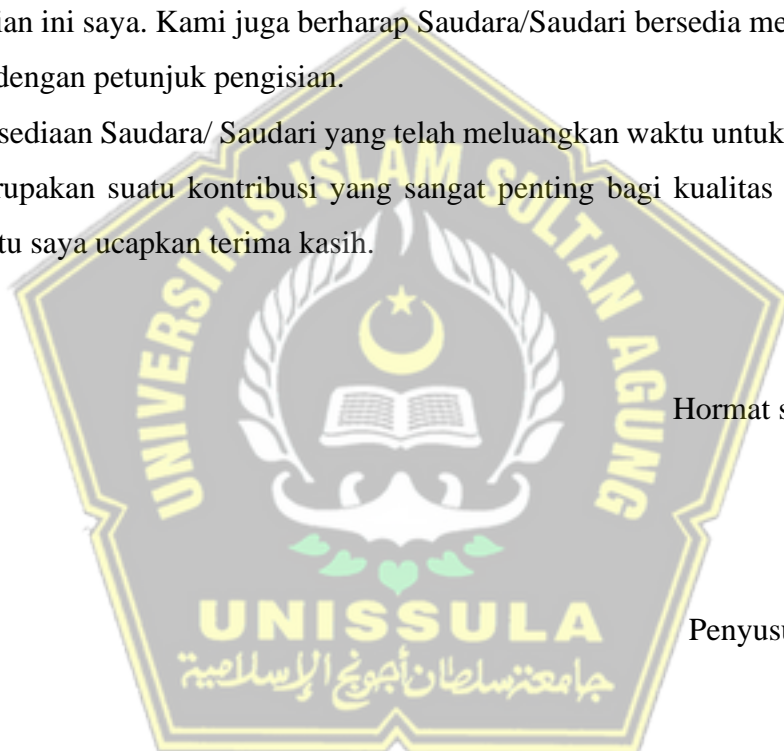 ian ini saya. Kami juga berharap Saudara/Saudari bersedia me
dengan petunjuk pengisian.
sediaan Saudara/ Saudari yang telah meluangkan waktu untuk
rupakan suatu kontribusi yang sangat penting bagi kualitas
tu saya ucapkan terima kasih.
UNIVERSITAS ISLAM SULTAN AGUNG
Hormat s
UNISSULA
Penyusu
جامعة سلطان أجونج الإسلامية